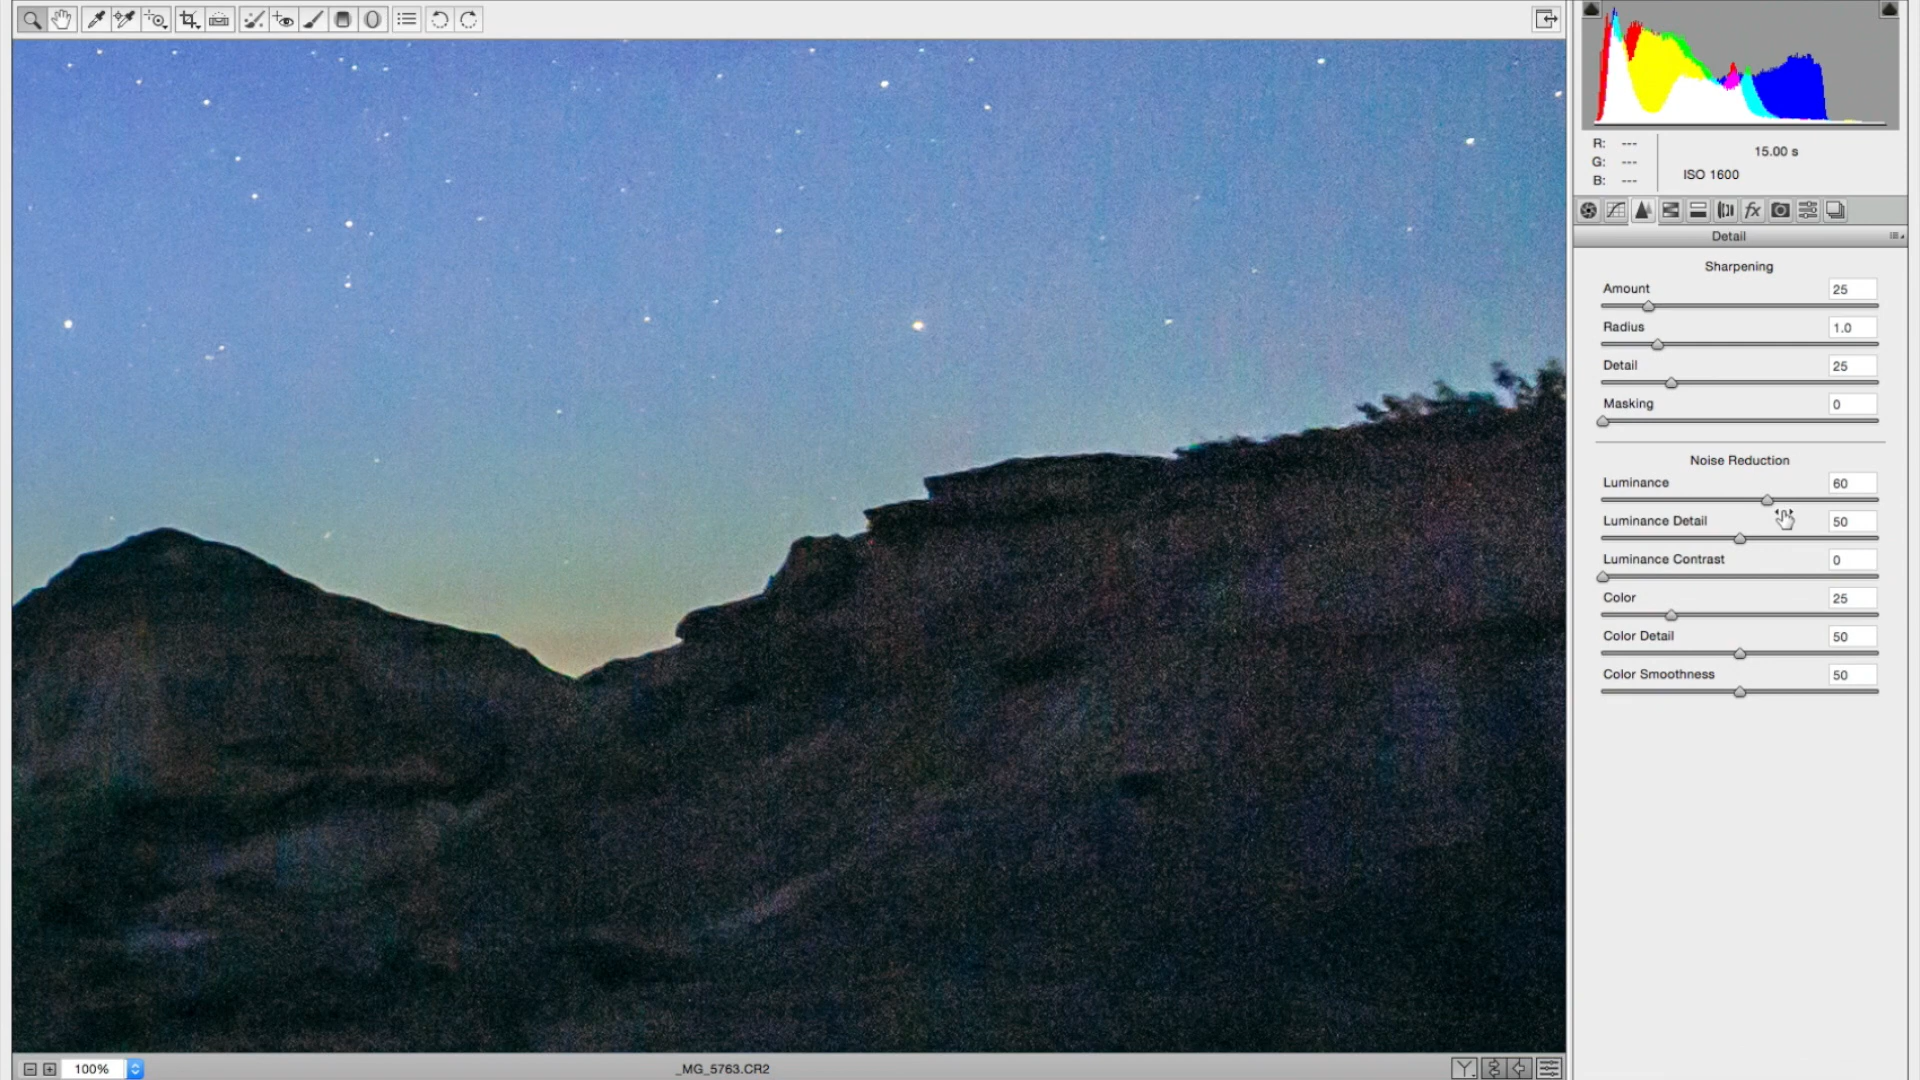 R: ---
G: ---
B: ---
15.00 s
ISO 1600
fx
Detail
Sharpening
Amount 25
Radius 1.0
Detail 25
Masking 0
Noise Reduction
Luminance 60
Luminance Detail 50
Luminance Contrast 0
Color 25
Color Detail 50
Color Smoothness 50
100%
_MG_5763.CR2
Y